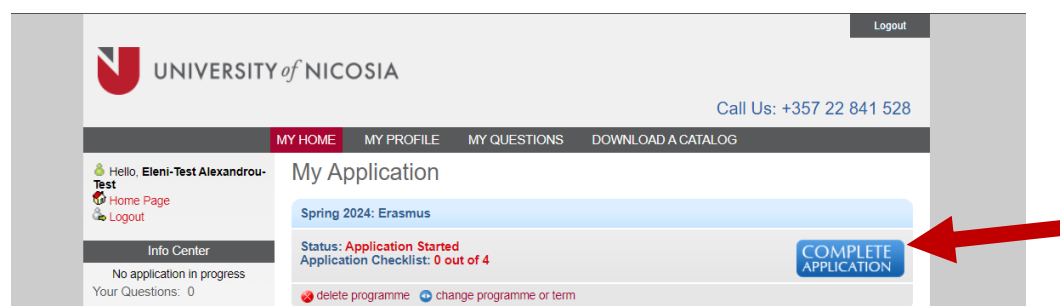 Logout
UNIVERSITY of NICOSIA
Call Us: +357 22 841 528
MY HOME MY PROFILE MY QUESTIONS DOWNLOAD A CATALOG
Hello, Eleni-Test Alexandrou-
Test
Home Page
Logout
Info Center
No application in progress
Your Questions: 0
My Application
Spring 2024: Erasmus
Status: Application Started
Application Checklist: 0 out of 4
COMPLETE
APPLICATION
delete programme change programme or term